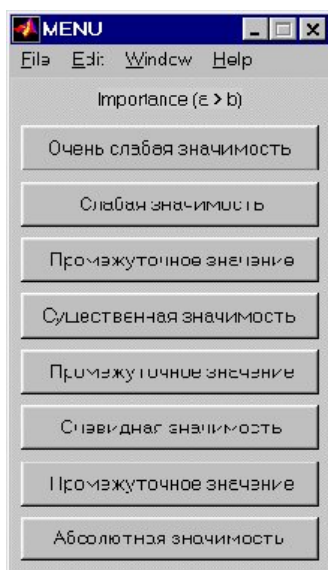 MENU
File Edit Window Help
Importance (a > b)
Очень слабая значимость
Слабая значимость
Промежуточное значение
Существенная значимость
Промежуточное значение
Очевидная значимость
Промежуточное значение
Абсолютная значимость